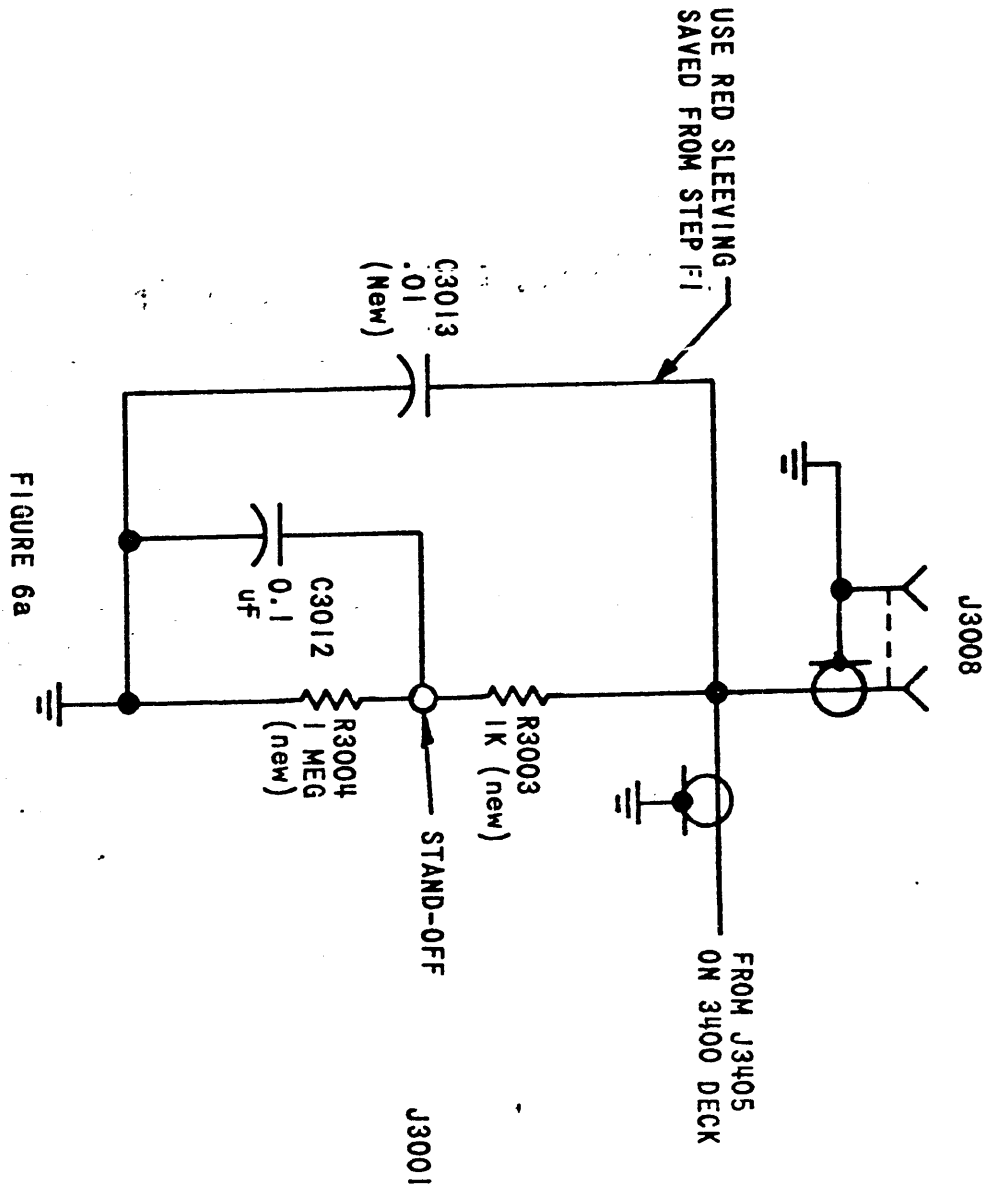 USE RED SLEEVING
SAVED FROM STEP F1
J3008
C3013
.01
(New)
C3012
0.1
uf
R3003
1K (new)
R3004
1 MEG
(new)
STAND-OFF
FROM J3405
ON 3400 DECK
J3001
FIGURE 6a